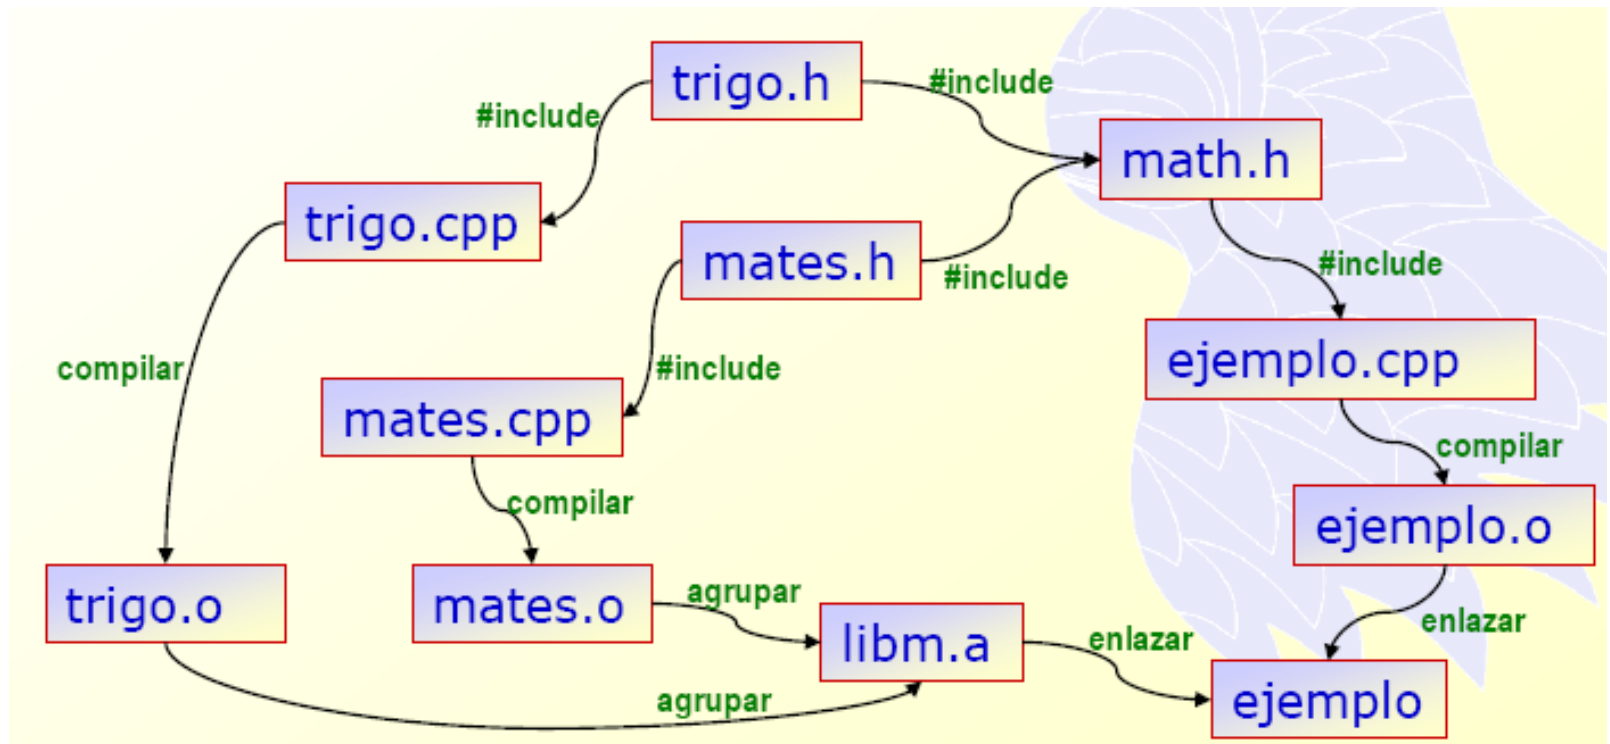 trigo.h
#include
#include
math.h
trigo.cpp
mates.h
#include
#include
ejemplo.cpp
compilar
#include
mates.cpp
compilar
compilar
ejemplo.o
trigo.o
mates.o
agrupar
libm.a
enlazar
enlazar
agrupar
ejemplo